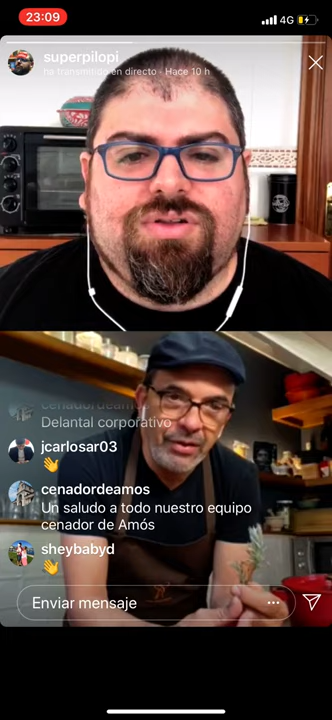 23:09
4G
superpilopi
ha transmitido en directo · Hace 10 h
cenadordeamos
Delantal corporativo
jcarlosar03
👋
cenadordeamos
Un saludo a todo nuestro equipo
cenador de Amós
sheybabyd
👋
Enviar mensaje